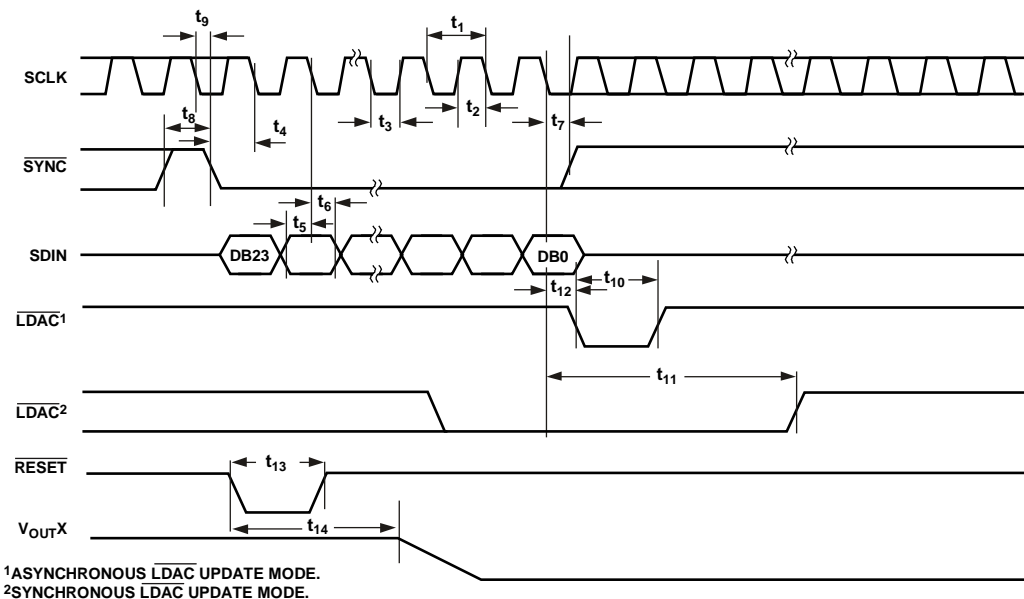 t9
t1
SCLK
t8
t4
t3
t2
t7
SYNC
t6
t5
SDIN
DB23
DB0
t10
t12
LDAC1
t11
LDAC2
RESET
t13
VOUTX
t14
1ASYNCHRONOUS LDAC UPDATE MODE.
2SYNCHRONOUS LDAC UPDATE MODE.